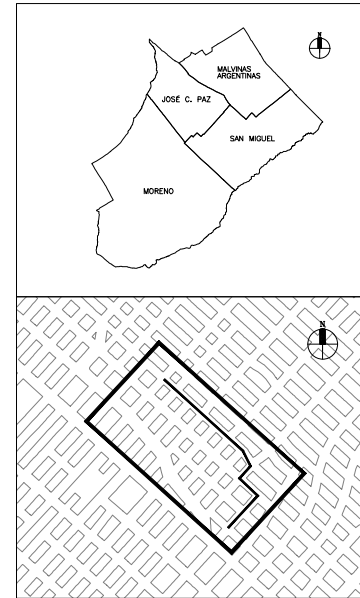 N
MALVINAS
ARGENTINAS
JOSÉ C. PAZ
SAN MIGUEL
MORENO
N